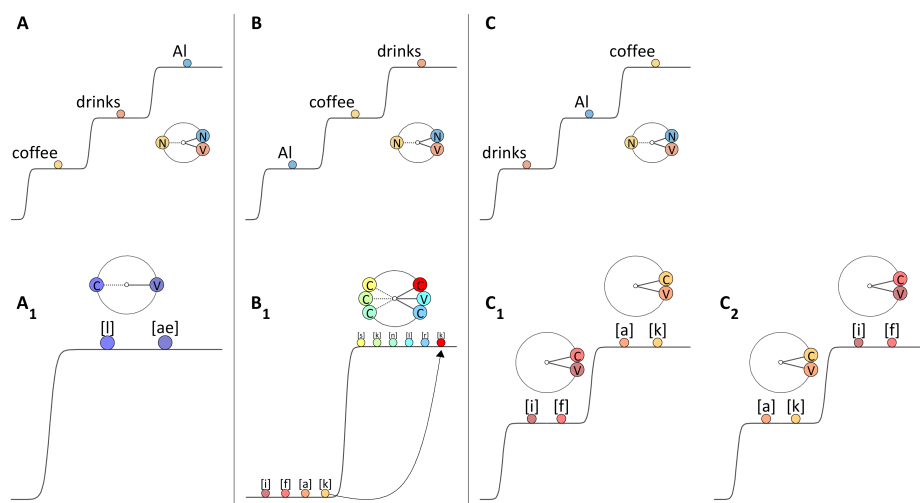 A
Al
drinks
coffee
N
N
V
B
drinks
coffee
Al
N
N
V
C
coffee
Al
drinks
N
N
V
A1
C
V
[l]
[ae]
B1
C
C
C
C
V
C
[s]
[k]
[n]
[i]
[r]
[k]
[i]
[f]
[a]
[k]
C1
C
V
[a]
[k]
C
V
[i]
[f]
C2
C
V
[i]
[f]
C
V
[a]
[k]